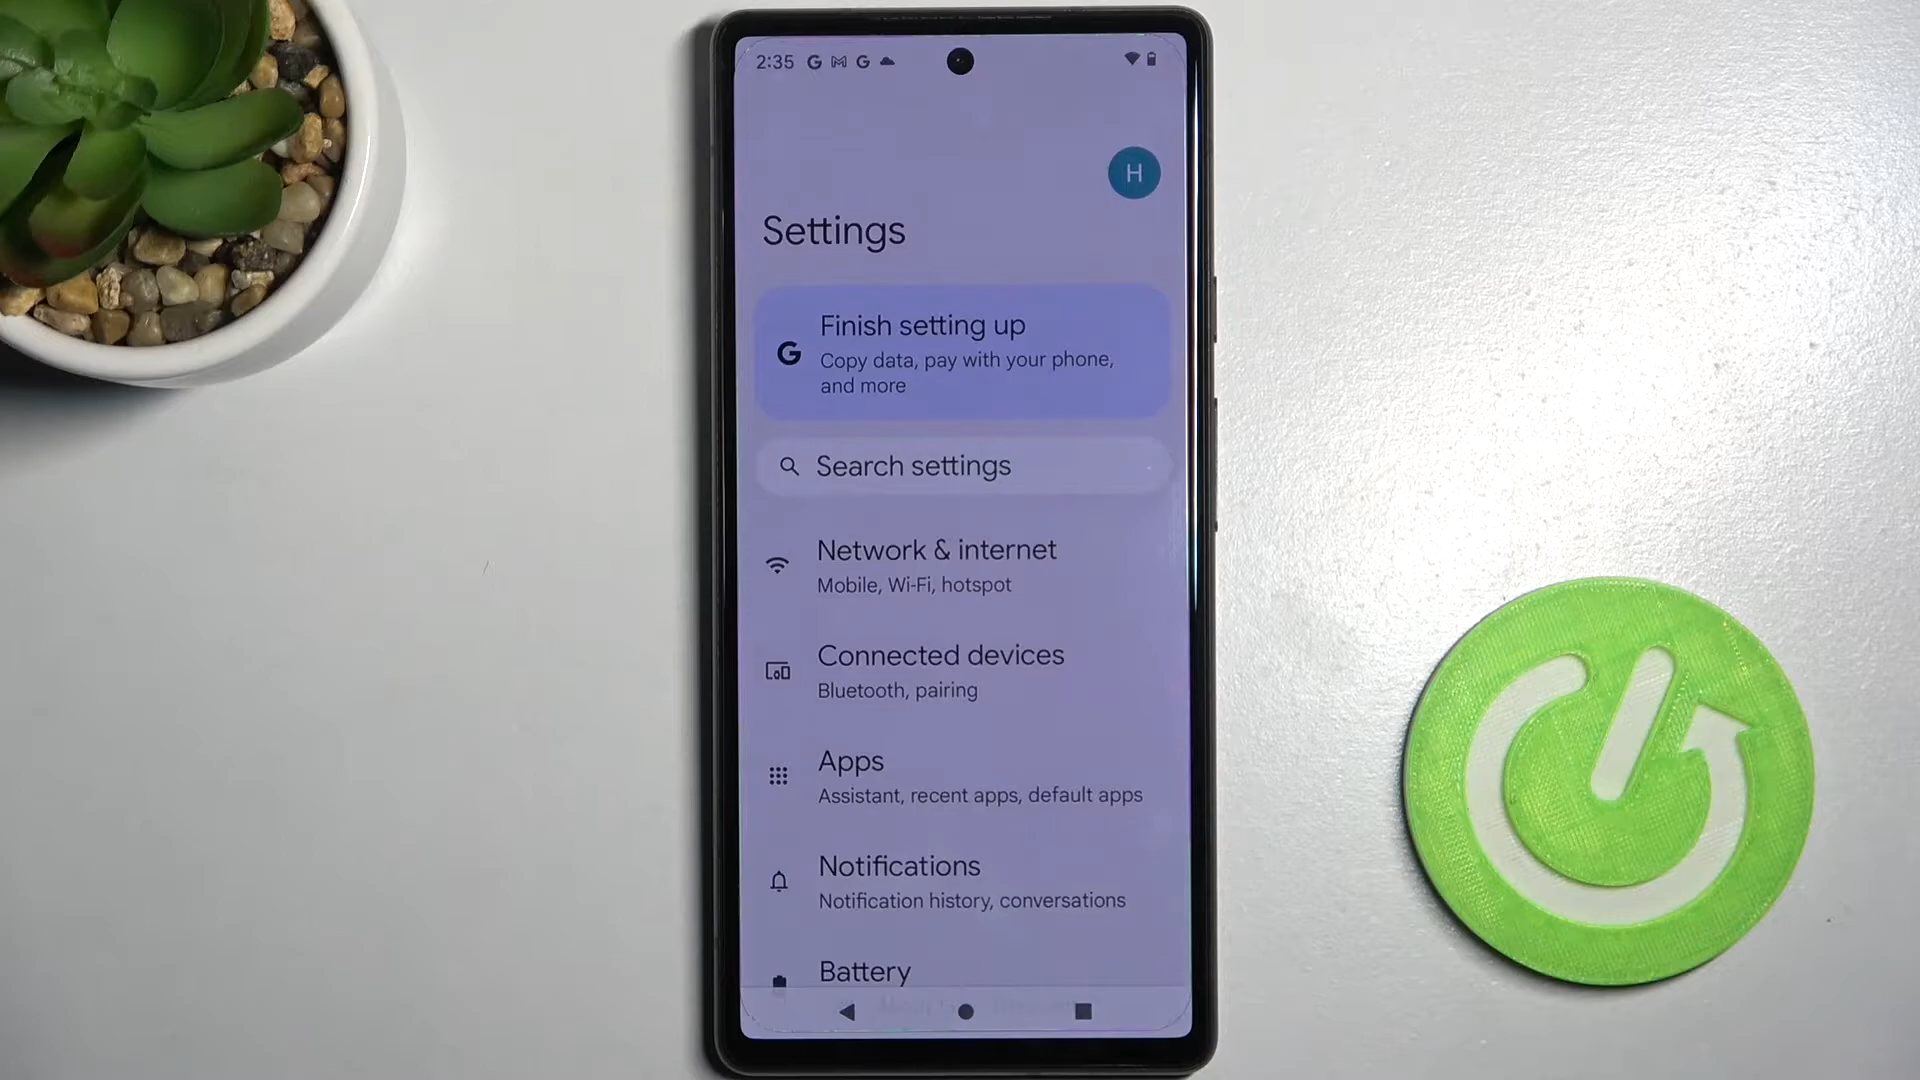 2:35
H
Settings
Finish setting up
Copy data, pay with your phone,
and more
Search settings
Network & internet
Mobile, Wi-Fi, hotspot
Connected devices
Bluetooth, pairing
Apps
Assistant, recent apps, default apps
Notifications
Notification history, conversations
Battery